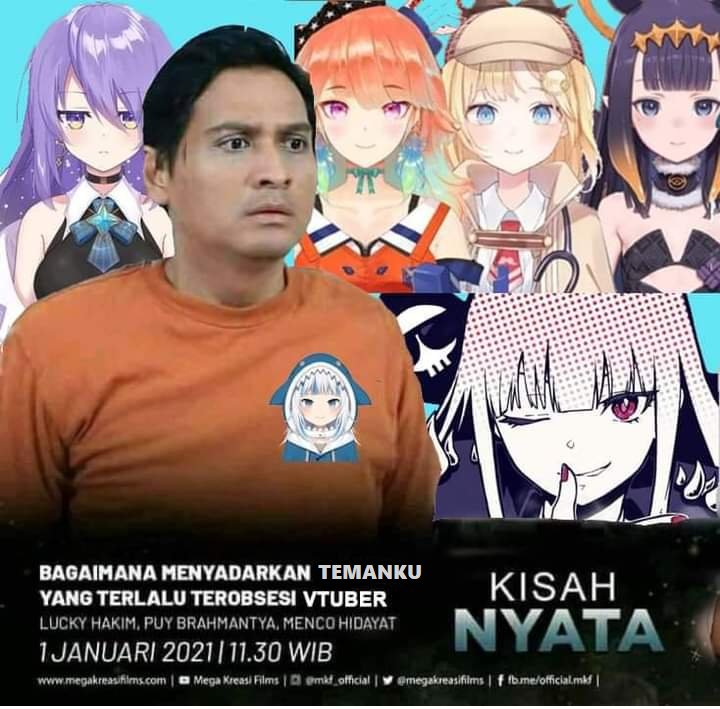 BAGAIMANA MENYADARKAN TEMANKU
YANG TERLALU TEROBSESI VTUBER
LUCKY HAKIM, PUY BRAHMANTYA, MENCO HIDAYAT
1 JANUARI 2021 | 11.30 WIB
www.megakreasifilms.com | Mega Kreasi Films | @mkf_official | @megakreasifilms | fb.me/official.mkf |
KISAH
NYATA